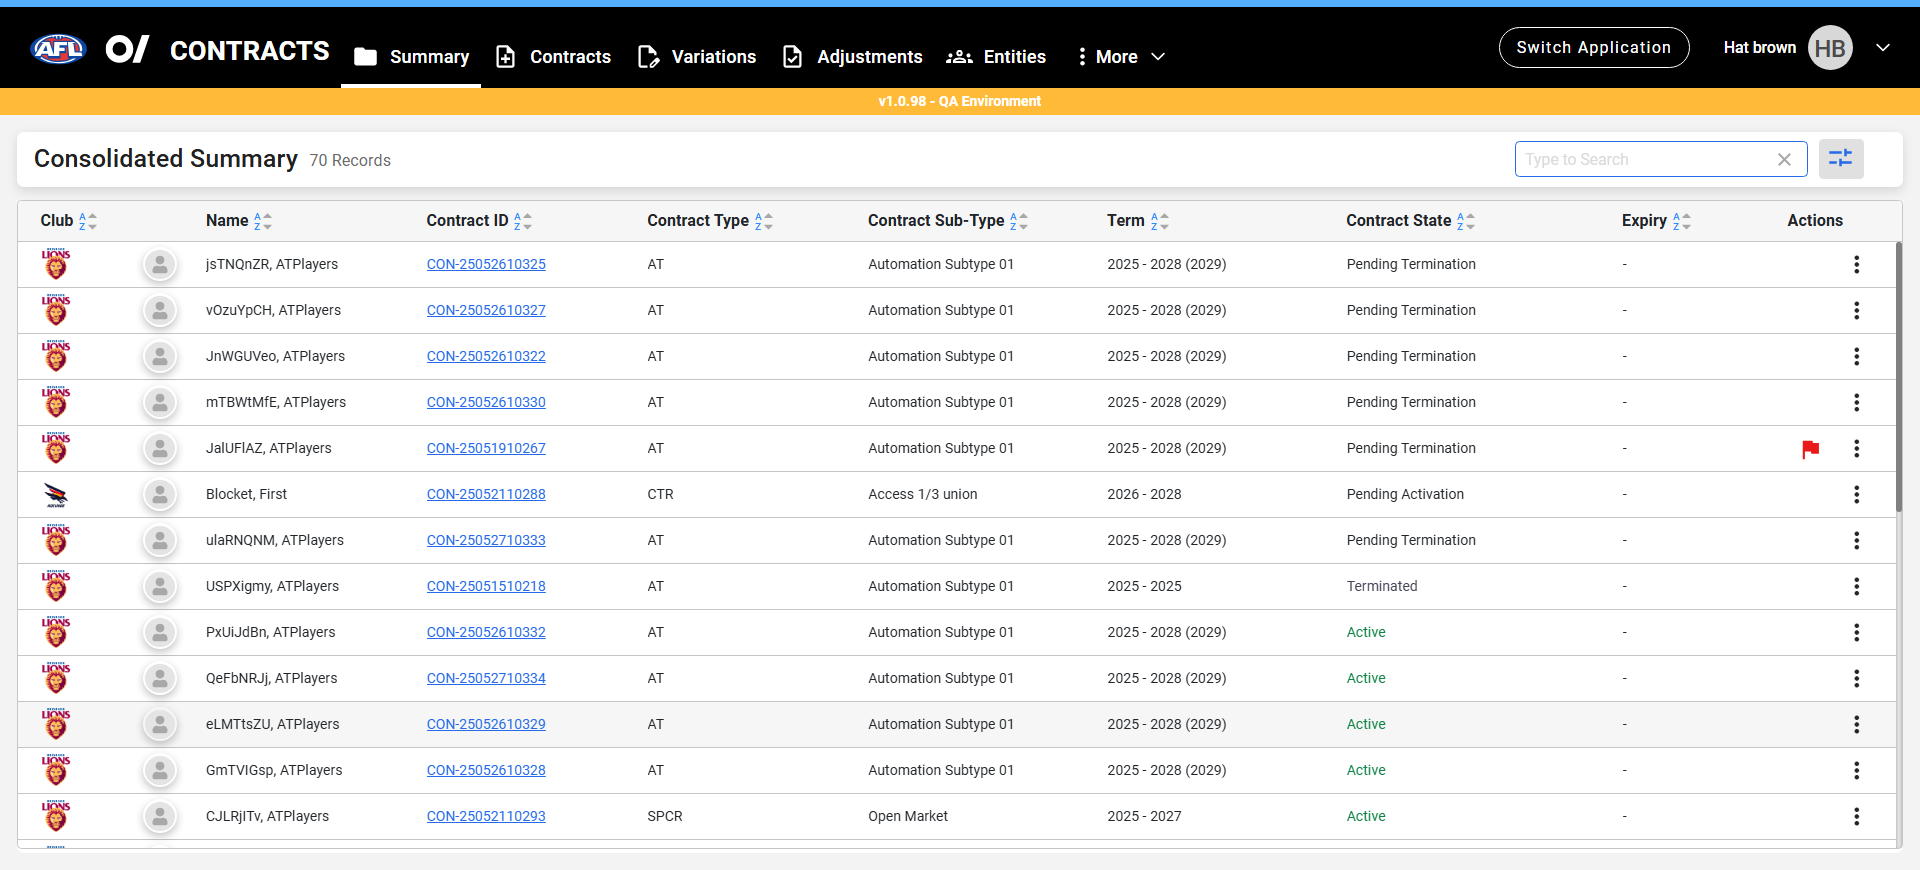 AFL CONTRACTS Summary Contracts Variations Adjustments Entities More Switch Application Hat brown HB
v1.0.98 - QA Environment
Consolidated Summary 70 Records Type to Search
Club Name Contract ID Contract Type Contract Sub-Type Term Contract State Expiry Actions
LIONS jsTNQnZR, ATPlayers CON-25052610325 AT Automation Subtype 01 2025 - 2028 (2029) Pending Termination -
LIONS vOzuYpCH, ATPlayers CON-25052610327 AT Automation Subtype 01 2025 - 2028 (2029) Pending Termination -
LIONS JnWGUVeo, ATPlayers CON-25052610322 AT Automation Subtype 01 2025 - 2028 (2029) Pending Termination -
LIONS mTBWtMfE, ATPlayers CON-25052610330 AT Automation Subtype 01 2025 - 2028 (2029) Pending Termination -
LIONS JalUFlAZ, ATPlayers CON-25051910267 AT Automation Subtype 01 2025 - 2028 (2029) Pending Termination -
Blocket, First CON-25052110288 CTR Access 1/3 union 2026 - 2028 Pending Activation -
LIONS ulaRNQNM, ATPlayers CON-25052710333 AT Automation Subtype 01 2025 - 2028 (2029) Pending Termination -
LIONS USPXigmy, ATPlayers CON-25051510218 AT Automation Subtype 01 2025 - 2025 Terminated -
LIONS PxUiJdBn, ATPlayers CON-25052610332 AT Automation Subtype 01 2025 - 2028 (2029) Active -
LIONS QeFbNRJj, ATPlayers CON-25052710334 AT Automation Subtype 01 2025 - 2028 (2029) Active -
LIONS eLMTtsZU, ATPlayers CON-25052610329 AT Automation Subtype 01 2025 - 2028 (2029) Active -
LIONS GmTVIGsp, ATPlayers CON-25052610328 AT Automation Subtype 01 2025 - 2028 (2029) Active -
LIONS CJLRjITv, ATPlayers CON-25052110293 SPCR Open Market 2025 - 2027 Active -